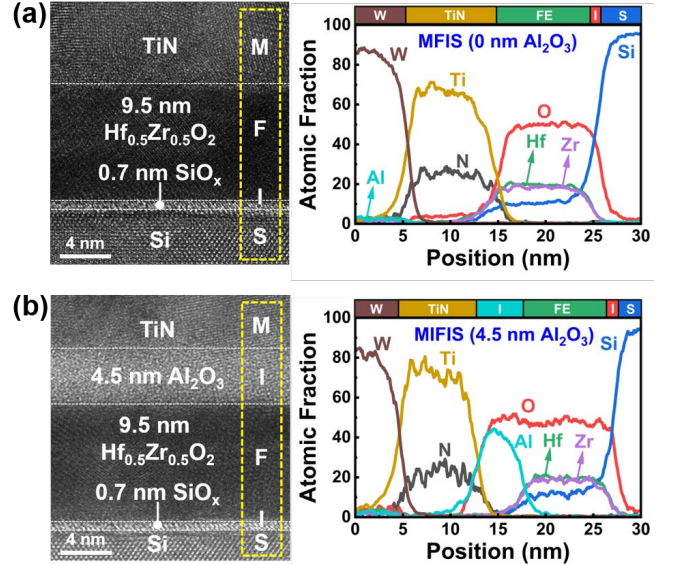 (a)
TiN
M
9.5 nm
Hf0.5Zr0.5O2
F
0.7 nm SiOx
I
Si
S
4 nm
W TiN FE I S
MFIS (0 nm Al2O3)
W
Ti
Si
O
N
Hf
Zr
Al
100
80
60
40
20
0
Atomic Fraction
0 5 10 15 20 25 30
Position (nm)
(b)
TiN
M
4.5 nm Al2O3
I
9.5 nm
Hf0.5Zr0.5O2
F
0.7 nm SiOx
I
Si
S
4 nm
W TiN I FE I S
MIFIS (4.5 nm Al2O3)
W
Ti
Si
O
N
Al
Hf
Zr
100
80
60
40
20
0
Atomic Fraction
0 5 10 15 20 25 30
Position (nm)